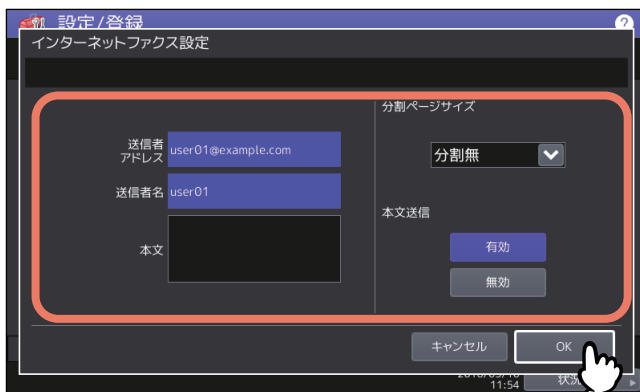 設定/登録
?
インターネットファクス設定
分割ページサイズ
送信者
アドレス
user01@example.com
分割無
送信者名
user01
本文送信
本文
有効
無効
キャンセル
OK
11:54
状況